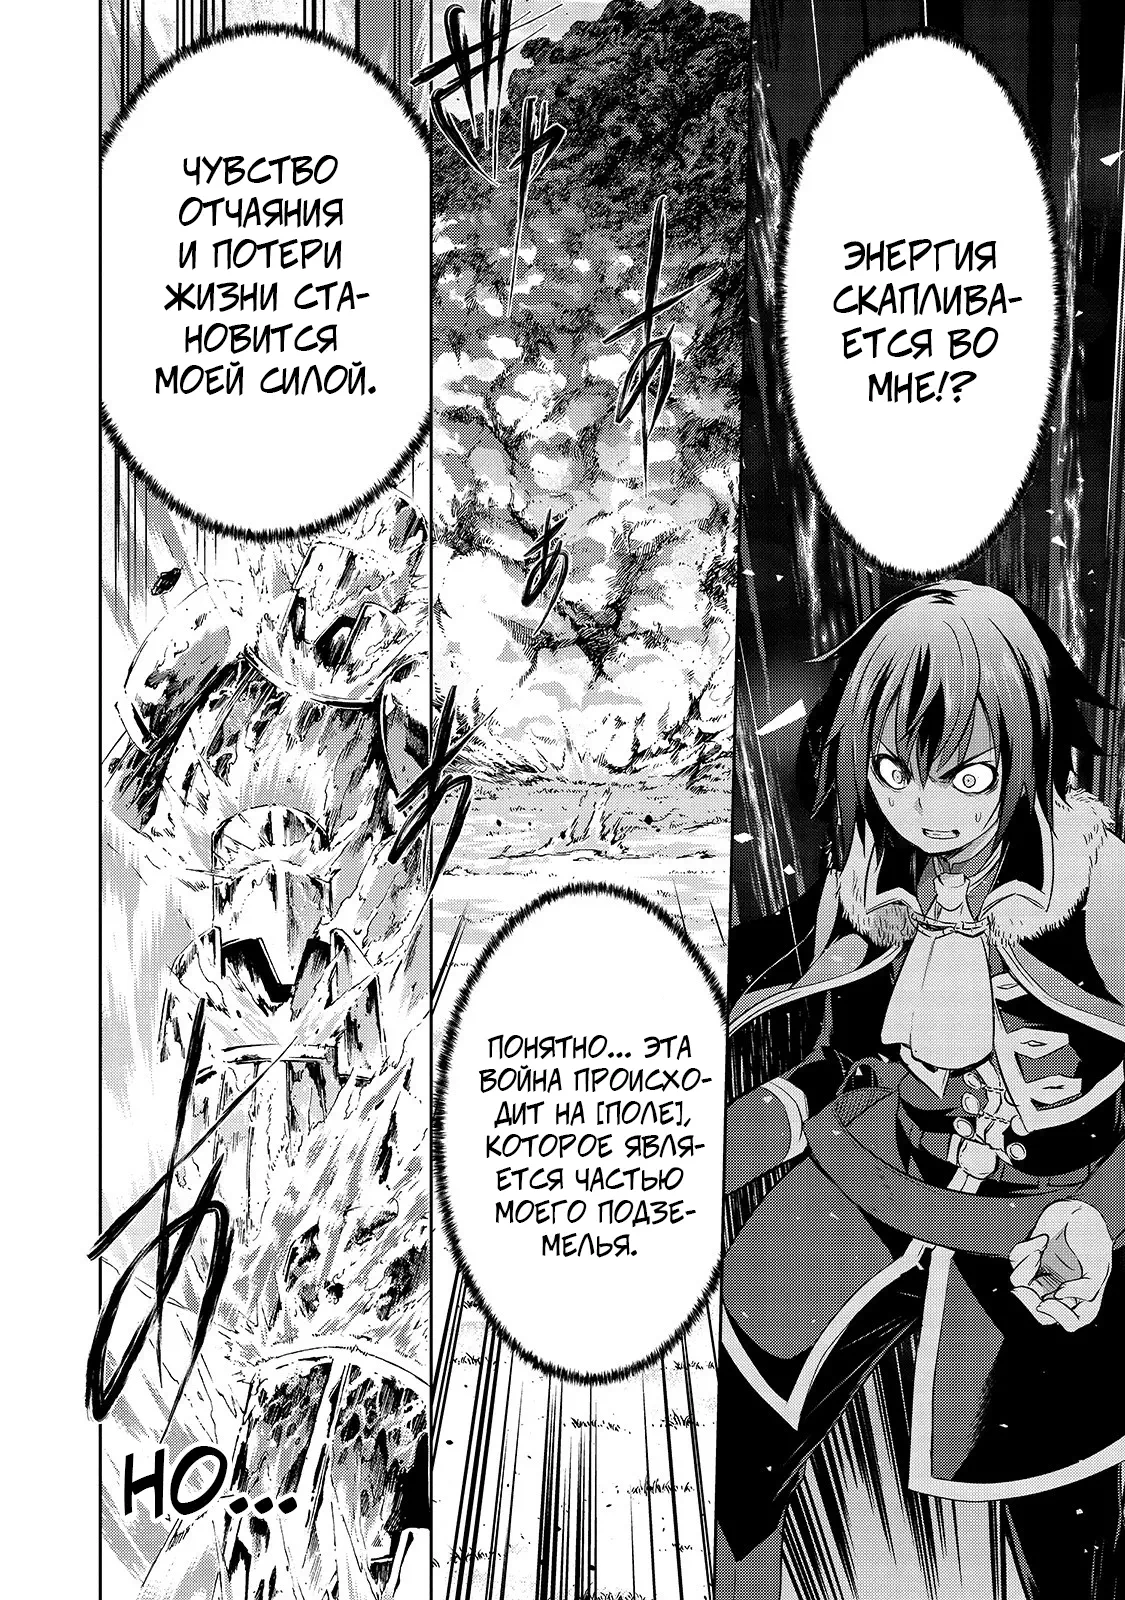 ЭНЕРГИЯ
СКАПЛИВА-
ЕТСЯ ВО
МНЕ!?
ПОНЯТНО... ЭТА
ВОЙНА ПРОИСХО-
ДИТ НА [ПОЛЕ],
КОТОРОЕ ЯВЛЯ-
ЕТСЯ ЧАСТЬЮ
МОЕГО ПОДЗЕ-
МЕЛЬЯ.
ЧУВСТВО
ОТЧАЯНИЯ
И ПОТЕРИ
ЖИЗНИ СТА-
НОВИТСЯ
МОЕЙ СИЛОЙ.
НО...